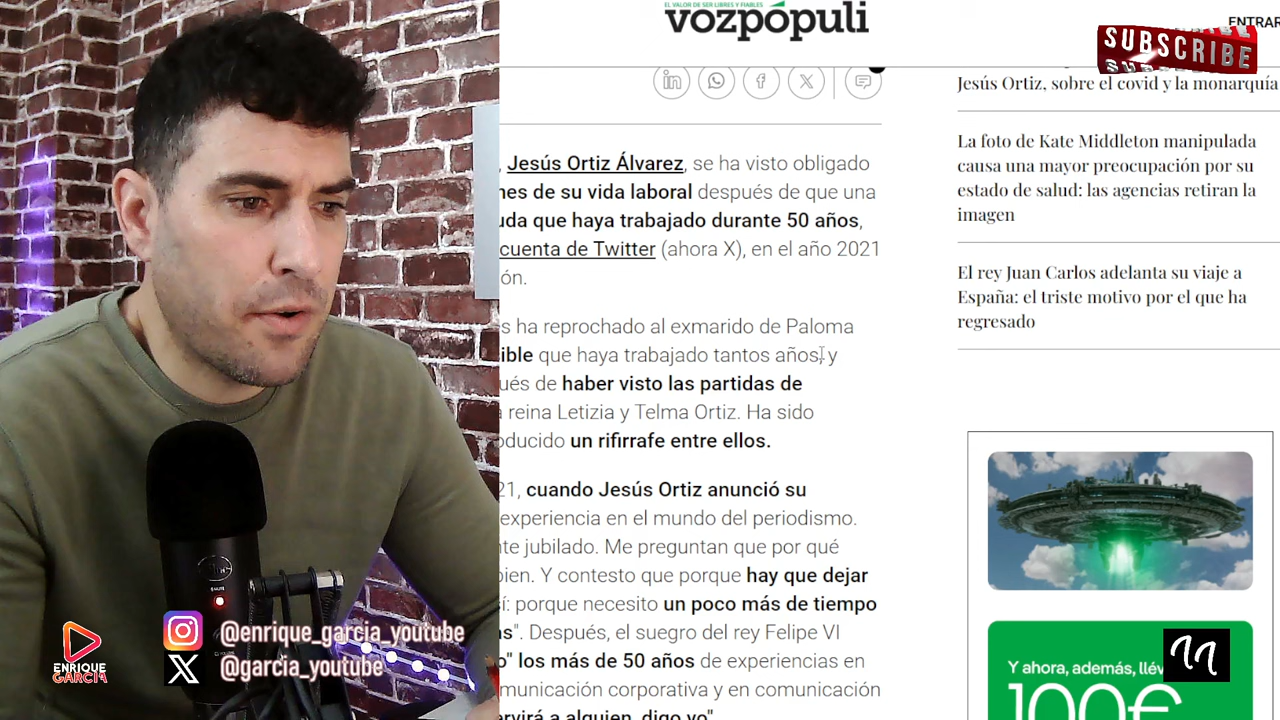 EL VALOR DE SER LIBRES Y FIABLES
vozpópuli
ENTRAR
SUBSCRIBE
Jesús Ortiz, sobre el covid y la monarquía
La foto de Kate Middleton manipulada
causa una mayor preocupación por su
estado de salud: las agencias retiran la
imagen
El rey Juan Carlos adelanta su viaje a
España: el triste motivo por el que ha
regresado
, Jesús Ortiz Álvarez, se ha visto obligado
nes de su vida laboral después de que una
uda que haya trabajado durante 50 años,
cuenta de Twitter (ahora X), en el año 2021
ón.
s ha reprochado al exmarido de Paloma
ible que haya trabajado tantos años, y
ués de haber visto las partidas de
a reina Letizia y Telma Ortiz. Ha sido
oducido un rifirrafe entre ellos.
21, cuando Jesús Ortiz anunció su
experiencia en el mundo del periodismo.
nte jubilado. Me preguntan que por qué
bien. Y contesto que porque hay que dejar
sí: porque necesito un poco más de tiempo
as". Después, el suegro del rey Felipe VI
o" los más de 50 años de experiencias en
municación corporativa y en comunicación
ervirá a alguien, digo yo".
Y ahora, además, llév
100€
ENRIQUE
GARCIA
@enrique_garcia_youtube
@garcia_youtube